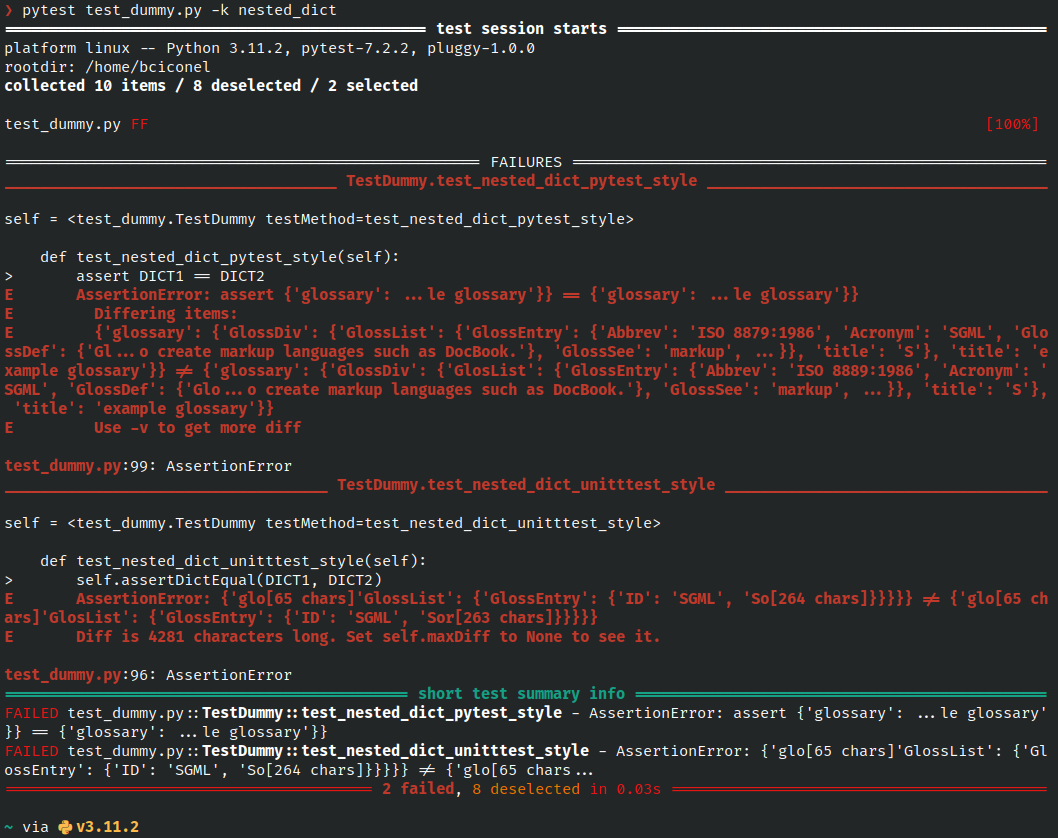 ❯ pytest test_dummy.py -k nested_dict
test session starts
platform linux -- Python 3.11.2, pytest-7.2.2, pluggy-1.0.0
rootdir: /home/bciconel
collected 10 items / 8 deselected / 2 selected
test_dummy.py FF [100%]
FAILURES
TestDummy.test_nested_dict_pytest_style
self = <test_dummy.TestDummy testMethod=test_nested_dict_pytest_style>
def test_nested_dict_pytest_style(self):
> assert DICT1 == DICT2
E AssertionError: assert {'glossary': ...le glossary'}} == {'glossary': ...le glossary'}}
E Differing items:
E {'glossary': {'GlossDiv': {'GlossList': {'GlossEntry': {'Abbrev': 'ISO 8879:1986', 'Acronym': 'SGML', 'Glo
ssDef': {'Gl...o create markup languages such as DocBook.'}, 'GlossSee': 'markup', ...}}, 'title': 'S'}, 'title': 'e
xample glossary'}} != {'glossary': {'GlossDiv': {'GlosList': {'GlossEntry': {'Abbrev': 'ISO 8889:1986', 'Acronym': '
SGML', 'GlossDef': {'Glo...o create markup languages such as DocBook.'}, 'GlossSee': 'markup', ...}}, 'title': 'S'},
'title': 'example glossary'}}
E Use -v to get more diff
test_dummy.py:99: AssertionError
TestDummy.test_nested_dict_unitttest_style
self = <test_dummy.TestDummy testMethod=test_nested_dict_unitttest_style>
def test_nested_dict_unitttest_style(self):
> self.assertDictEqual(DICT1, DICT2)
E AssertionError: {'glo[65 chars]'GlossList': {'GlossEntry': {'ID': 'SGML', 'So[264 chars]}}}}} != {'glo[65 ch
ars]'GlosList': {'GlossEntry': {'ID': 'SGML', 'Sor[263 chars]}}}}}
E Diff is 4281 characters long. Set self.maxDiff to None to see it.
test_dummy.py:96: AssertionError
short test summary info
FAILED test_dummy.py::TestDummy::test_nested_dict_pytest_style - AssertionError: assert {'glossary': ...le glossary'
}} == {'glossary': ...le glossary'}}
FAILED test_dummy.py::TestDummy::test_nested_dict_unitttest_style - AssertionError: {'glo[65 chars]'GlossList': {'Gl
ossEntry': {'ID': 'SGML', 'So[264 chars]}}}}} != {'glo[65 chars...
2 failed, 8 deselected in 0.03s
~ via v3.11.2